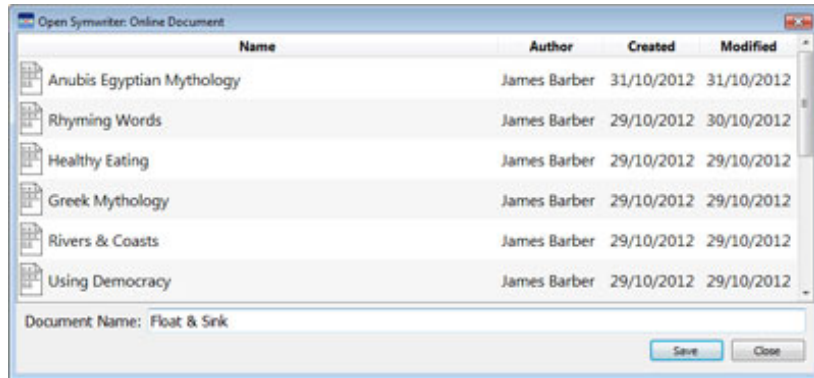 Open Symwriter: Online Document
Name Author Created Modified
Anubis Egyptian Mythology James Barber 31/10/2012 31/10/2012
Rhyming Words James Barber 29/10/2012 30/10/2012
Healthy Eating James Barber 29/10/2012 29/10/2012
Greek Mythology James Barber 29/10/2012 29/10/2012
Rivers & Coasts James Barber 29/10/2012 29/10/2012
Using Democracy James Barber 29/10/2012 29/10/2012
Document Name: Float & Sink
Save Close